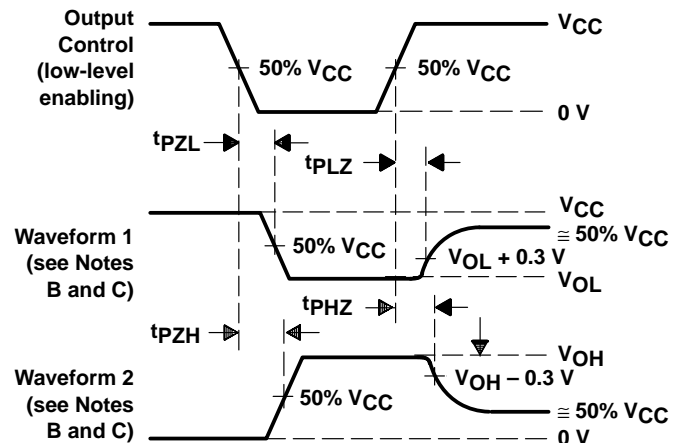 Output
Control
(low-level
enabling)
VCC
50% VCC
50% VCC
0 V
tPZL
tPLZ
VCC
Waveform 1
(see Notes
B and C)
50% VCC
≅ 50% VCC
VOL + 0.3 V
VOL
tPHZ
tPZH
VOH
Waveform 2
(see Notes
B and C)
50% VCC
VOH – 0.3 V
≅ 50% VCC
0 V